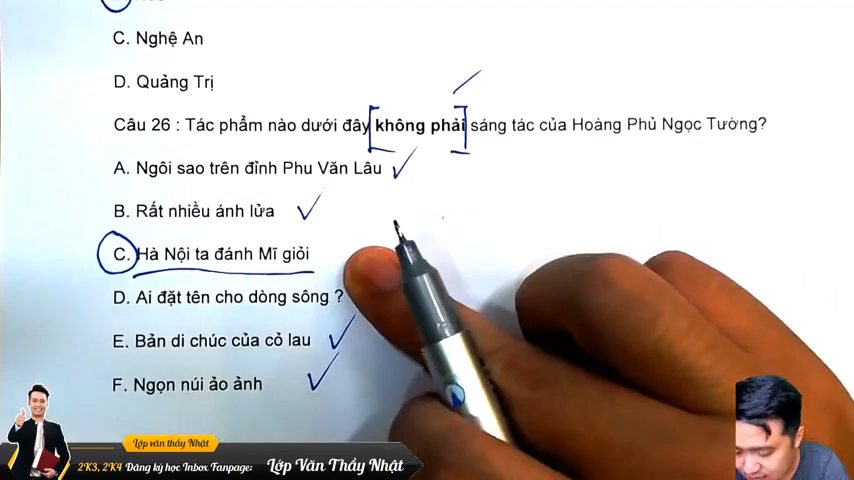 C. Nghệ An
D. Quảng Trị
Câu 26 : Tác phẩm nào dưới đây không phải sáng tác của Hoàng Phủ Ngọc Tường?
A. Ngôi sao trên đỉnh Phu Văn Lâu
B. Rất nhiều ánh lửa
C. Hà Nội ta đánh Mĩ giỏi
D. Ai đặt tên cho dòng sông ?
E. Bản di chúc của cỏ lau
F. Ngọn núi ảo ảnh
Lớp văn thầy Nhật
2K3, 2K4 Đăng ký học Inbox Fanpage: Lớp Văn Thầy Nhật